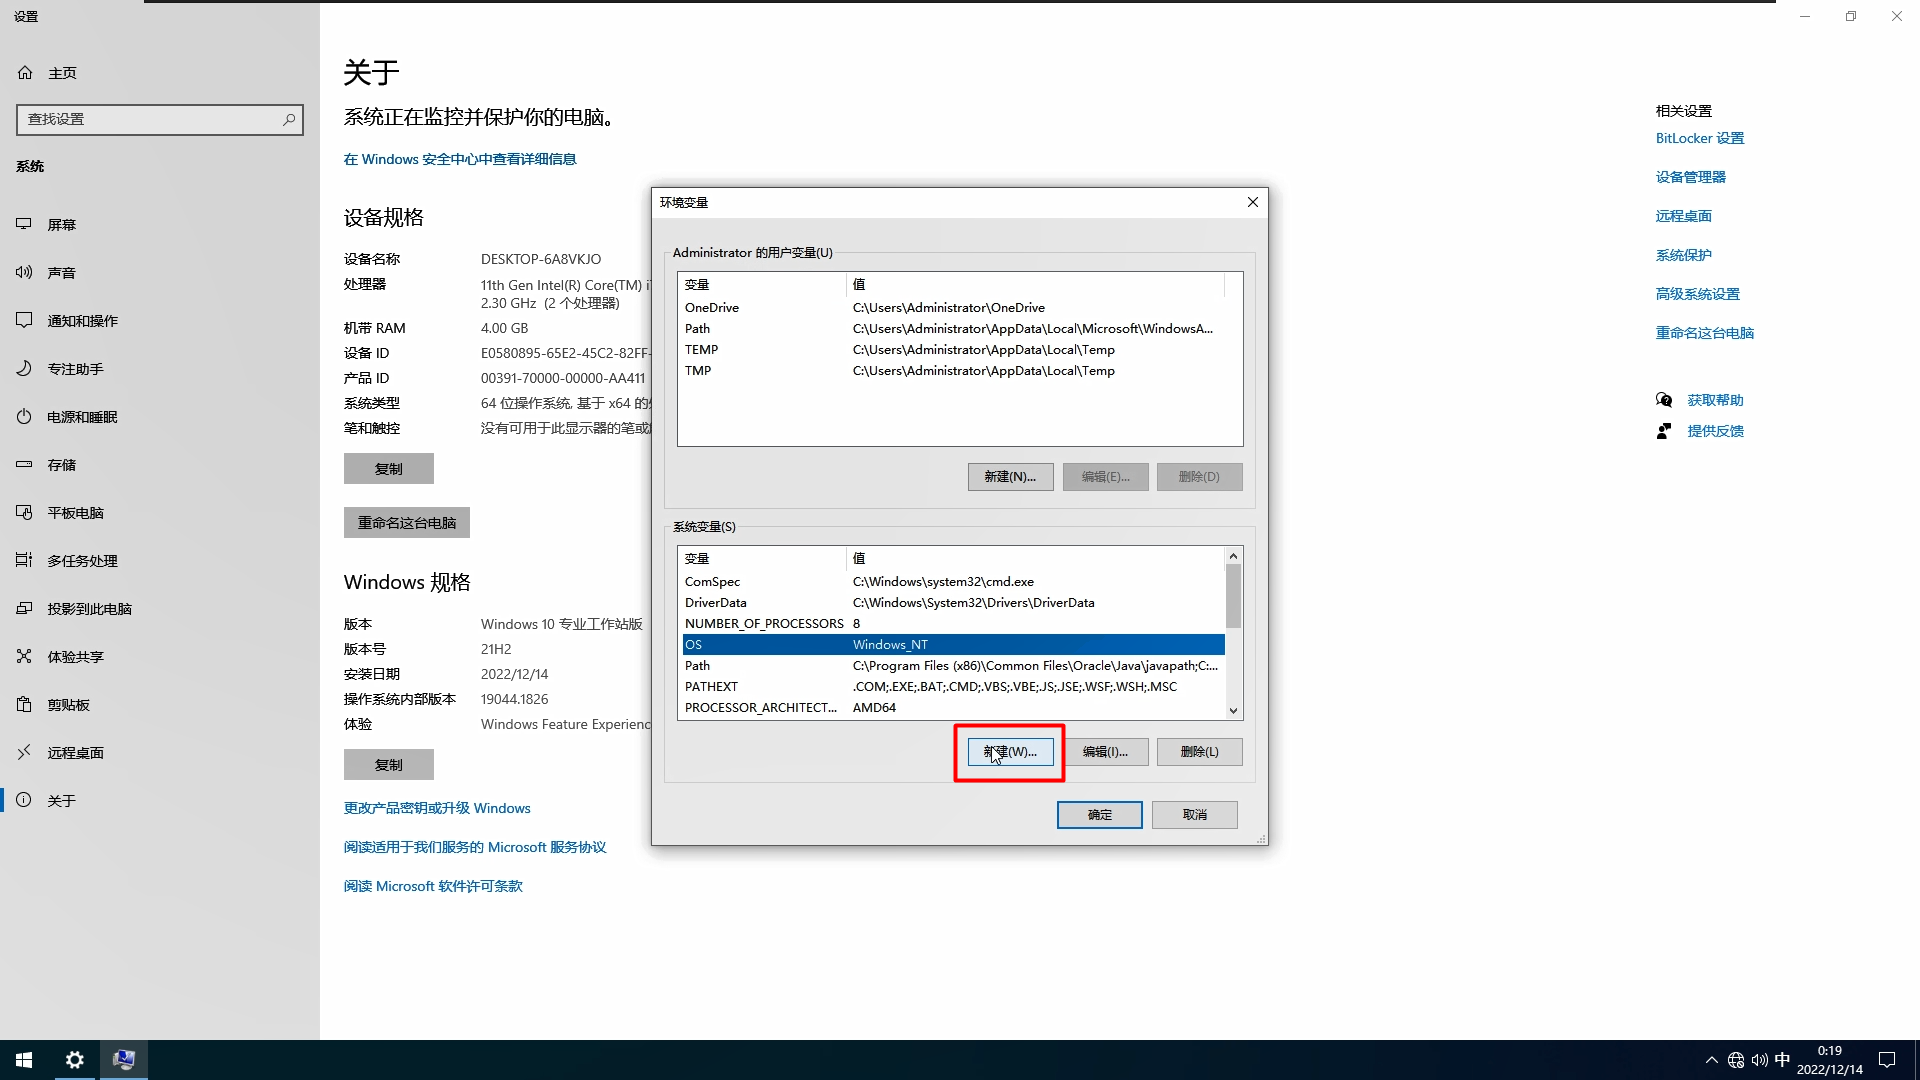 设置
主页
查找设置
系统
屏幕
声音
通知和操作
专注助手
电源和睡眠
存储
平板电脑
多任务处理
投影到此电脑
体验共享
剪贴板
远程桌面
关于
关于
系统正在监控并保护你的电脑。
在 Windows 安全中心中查看详细信息
设备规格
设备名称 DESKTOP-6A8VKJO
处理器 11th Gen Intel(R) Core(TM)
2.30 GHz (2 个处理器)
机带 RAM 4.00 GB
设备 ID E0580895-65E2-45C2-82FF-
产品 ID 00391-70000-00000-AA411
系统类型 64 位操作系统, 基于 x64 的
笔和触控 没有可用于此显示器的笔或
复制
重命名这台电脑
Windows 规格
版本 Windows 10 专业工作站版
版本号 21H2
安装日期 2022/12/14
操作系统内部版本 19044.1826
体验 Windows Feature Experienc
复制
更改产品密钥或升级 Windows
阅读适用于我们服务的 Microsoft 服务协议
阅读 Microsoft 软件许可条款
环境变量
Administrator 的用户变量(U)
变量 值
OneDrive C:\Users\Administrator\OneDrive
Path C:\Users\Administrator\AppData\Local\Microsoft\WindowsA...
TEMP C:\Users\Administrator\AppData\Local\Temp
TMP C:\Users\Administrator\AppData\Local\Temp
新建(N)... 编辑(E)... 删除(D)
系统变量(S)
变量 值
ComSpec C:\Windows\system32\cmd.exe
DriverData C:\Windows\System32\Drivers\DriverData
NUMBER_OF_PROCESSORS 8
OS Windows_NT
Path C:\Program Files (x86)\Common Files\Oracle\Java\javapath;C:...
PATHEXT .COM;.EXE;.BAT;.CMD;.VBS;.VBE;.JS;.JSE;.WSF;.WSH;.MSC
PROCESSOR_ARCHITECT... AMD64
新建(W)... 编辑(I)... 删除(L)
确定 取消
相关设置
BitLocker 设置
设备管理器
远程桌面
系统保护
高级系统设置
重命名这台电脑
获取帮助
提供反馈
中
0:19
2022/12/14